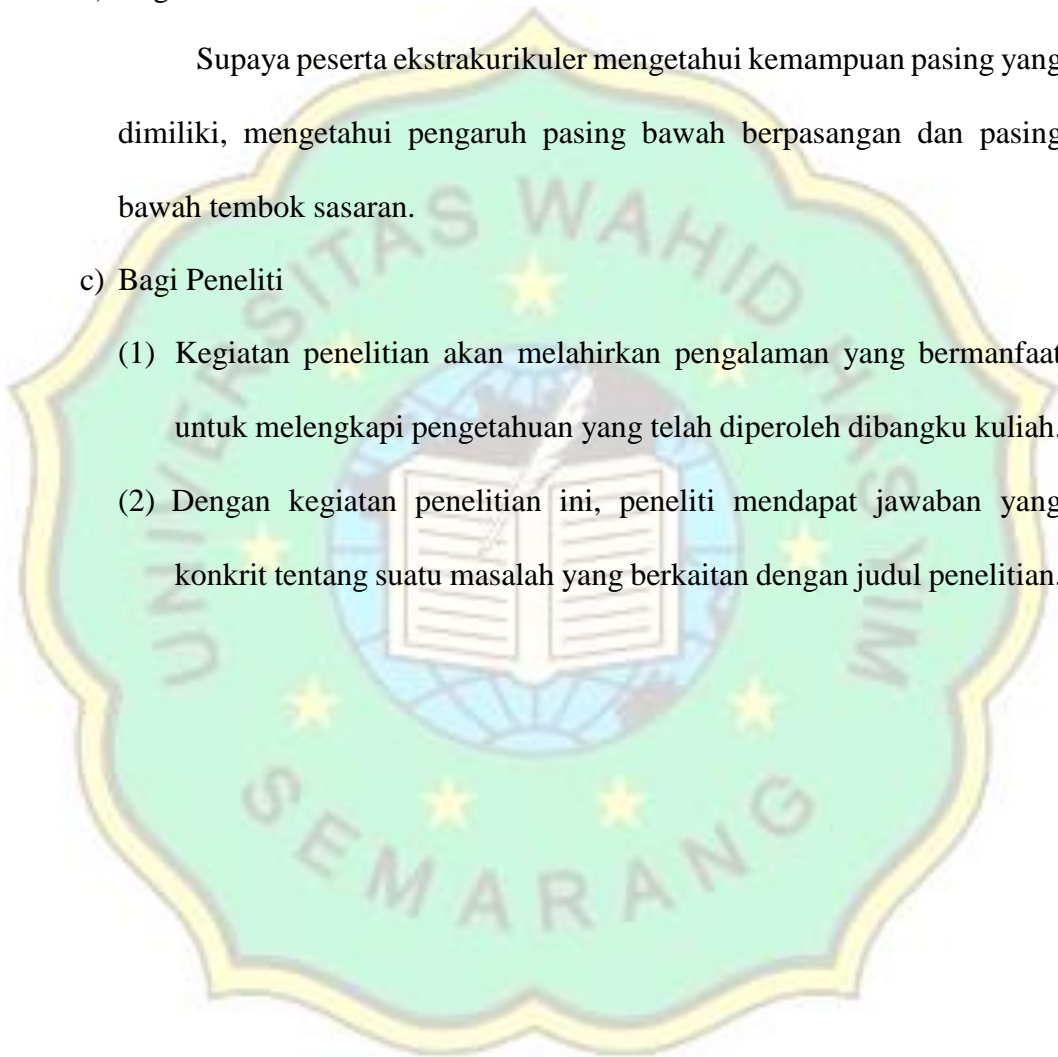 Supaya peserta ekstrakurikuler mengetahui kemampuan pasing yang
dimiliki, mengetahui pengaruh pasing bawah berpasangan dan pasing
bawah tembok sasaran.
c) Bagi Peneliti
(1) Kegiatan penelitian akan melahirkan pengalaman yang bermanfaat
untuk melengkapi pengetahuan yang telah diperoleh dibangku kuliah.
(2) Dengan kegiatan penelitian ini, peneliti mendapat jawaban yang
konkrit tentang suatu masalah yang berkaitan dengan judul penelitian.
UNIVERSITAS WAHID HASYIM
SEMARANG